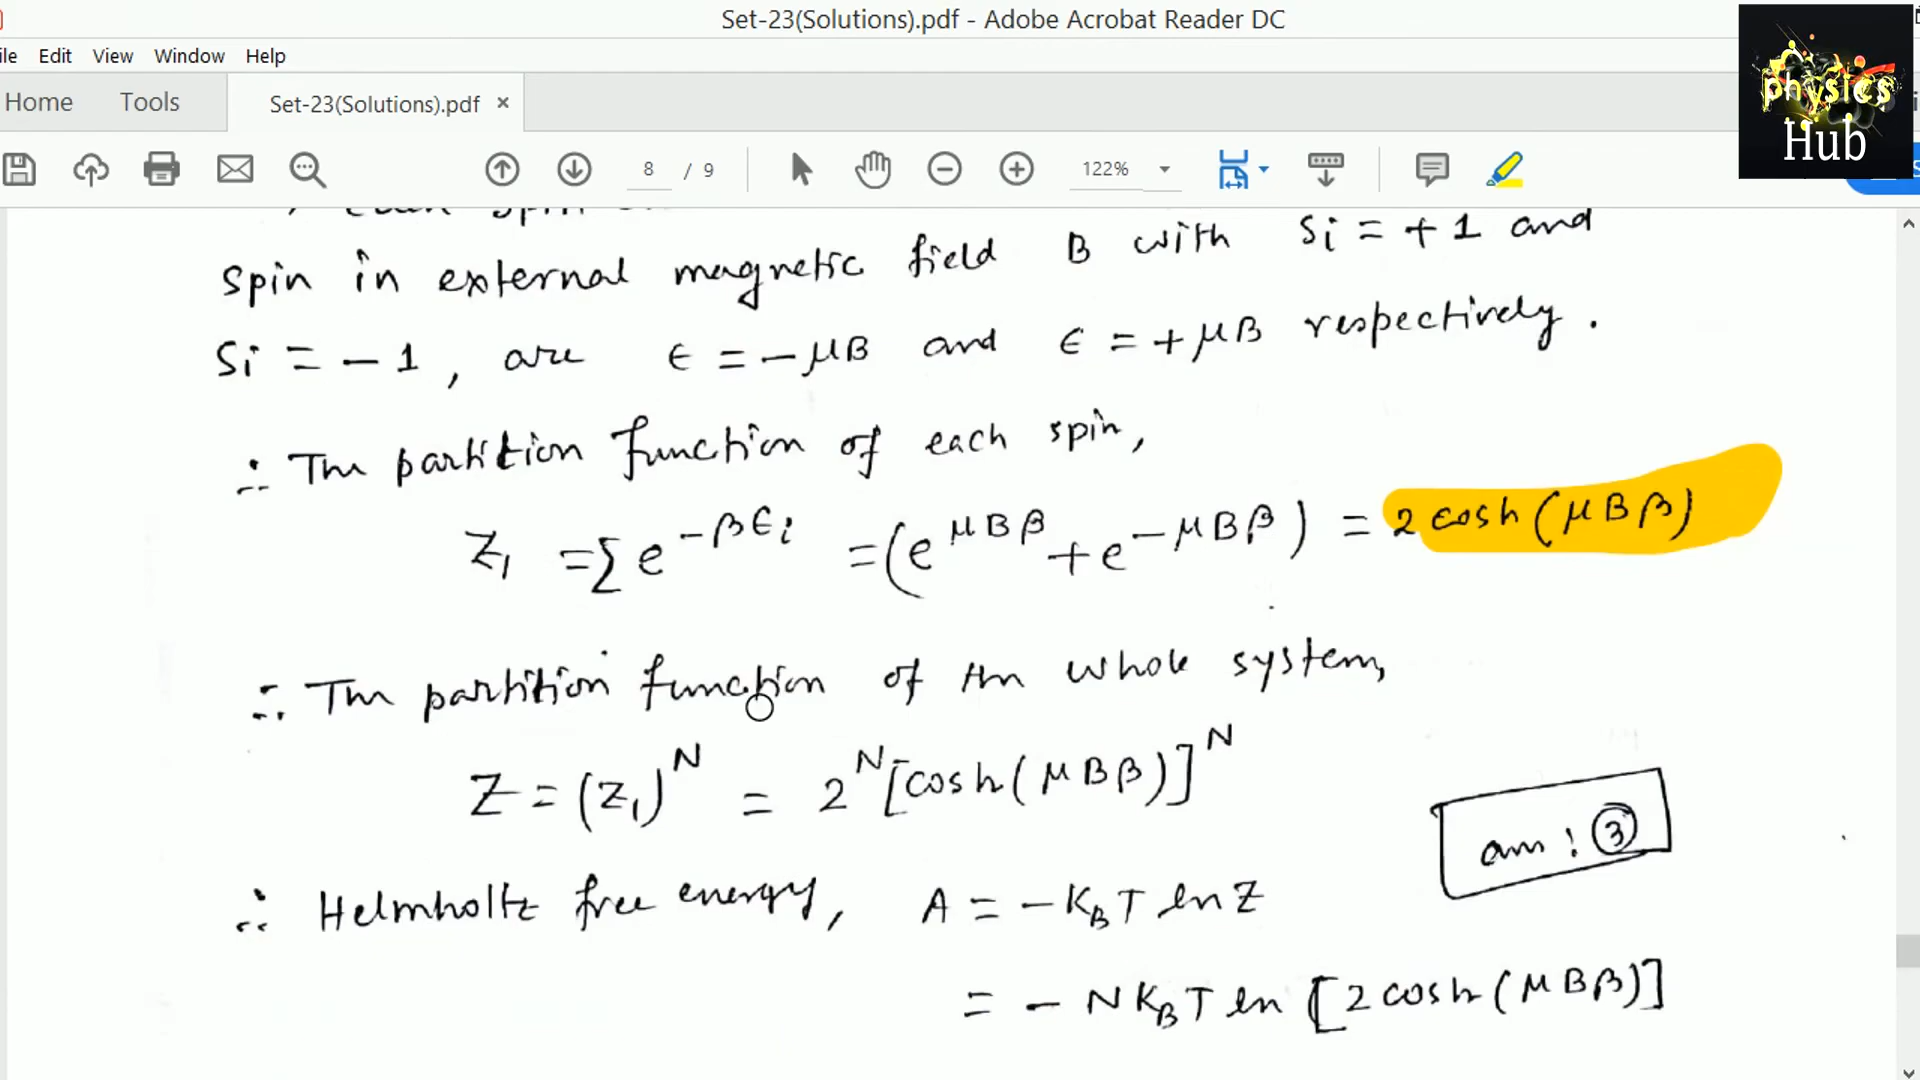 Set-23(Solutions).pdf - Adobe Acrobat Reader DC
ile Edit View Window Help
Home Tools Set-23(Solutions).pdf ×
8 / 9 122%
physics
Hub
spin in external magnetic field B with Si = +1 and
Si = -1, are ϵ = -μB and ϵ = +μB respectively.
∴ The partition function of each spin,
Z₁ = Σ e^{-βϵi} = (e^{μBβ} + e^{-μBβ}) = 2 cosh(μBβ)
∴ The partition function of the whole system,
Z = (Z₁)^N = 2^N [cosh(μBβ)]^N
ans: ③
∴ Helmholtz free energy, A = -K_B T ln Z
= - N K_B T ln [2 cosh(μBβ)]